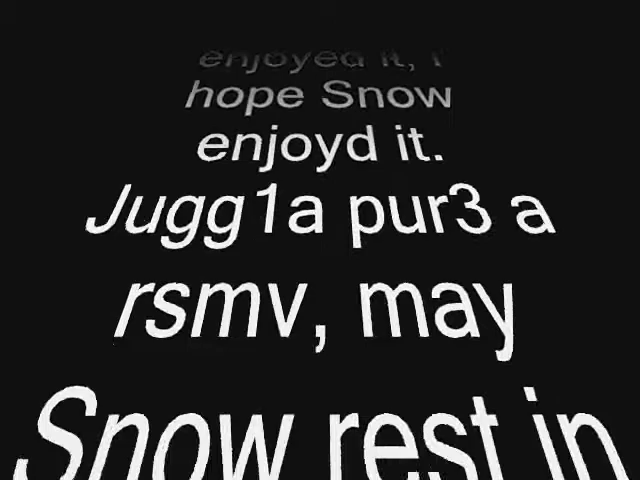 enjoyed it, I
hope Snow
enjoyd it.
Jugg1a pur3 a
rsmv, may
Snow rest in